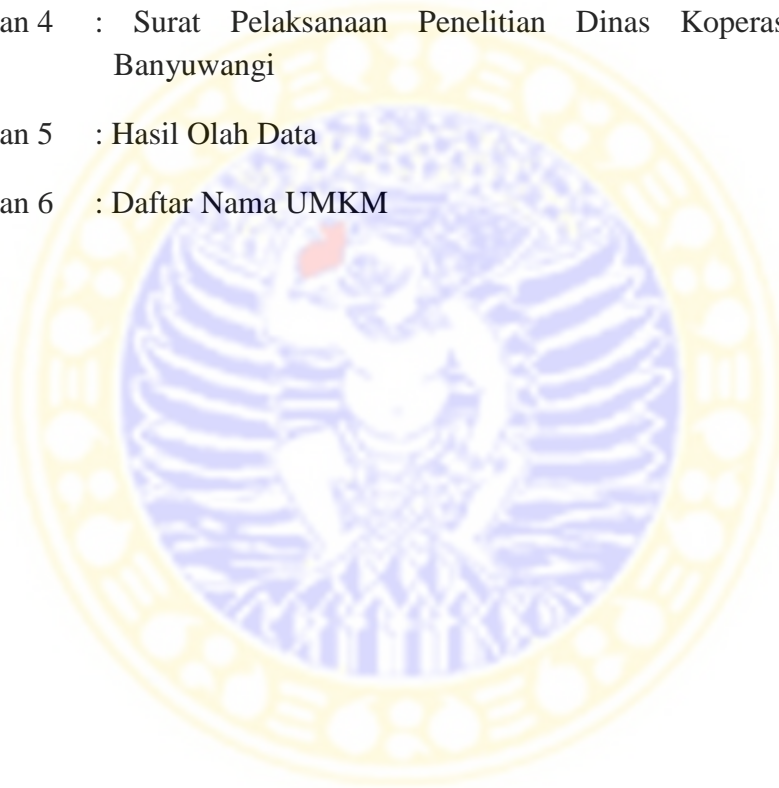 an 4 : Surat Pelaksanaan Penelitian Dinas Koperas
Banyuwangi
an 5 : Hasil Olah Data
an 6 : Daftar Nama UMKM